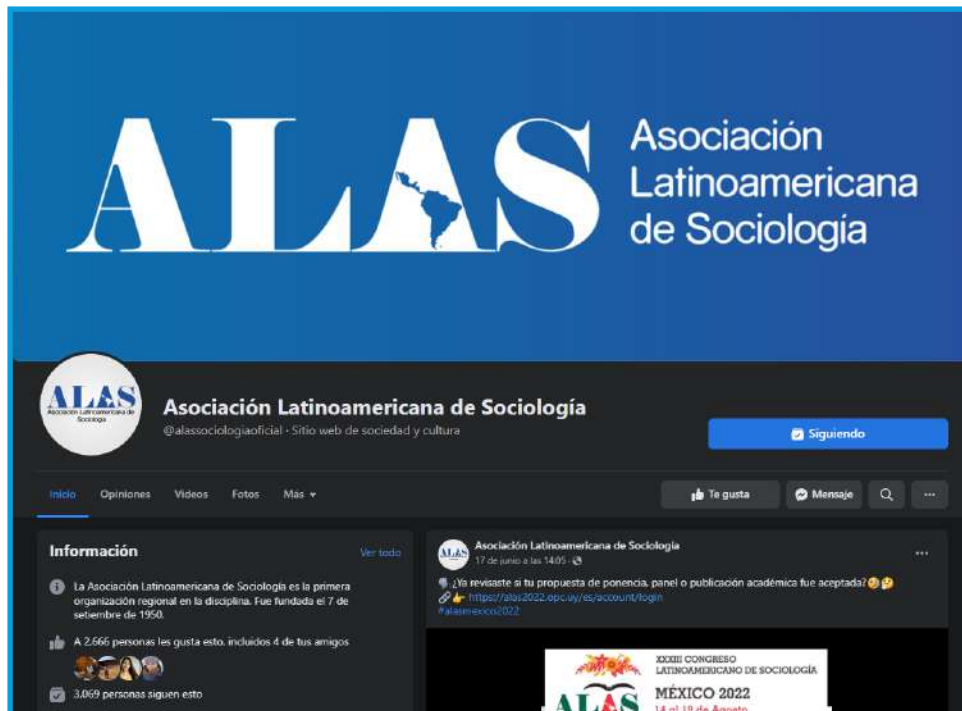 ALAS
Asociación
Latinoamericana
de Sociología
ALAS
Asociación Latinoamericana de
Sociología
Asociación Latinoamericana de Sociología
@alassociologiaoficial · Sitio web de sociedad y cultura
Siguiendo
Inicio
Opiniones
Videos
Fotos
Más
Te gusta
Mensaje
Información
Ver todo
La Asociación Latinoamericana de Sociología es la primera
organización regional en la disciplina. Fue fundada el 7 de
setiembre de 1950.
A 2.666 personas les gusta esto, incluidos 4 de tus amigos
3.069 personas siguen esto
ALAS
Asociación Latinoamericana de Sociología
17 de junio a las 14:05 ·
¿Ya revisaste si tu propuesta de ponencia, panel o publicación académica fue aceptada?
https://alas2022.opc.uy/es/account/login
#alasmexico2022
XXXIII CONGRESO
LATINOAMERICANO DE SOCIOLOGÍA
ALAS
MÉXICO 2022
14 al 19 de Agosto